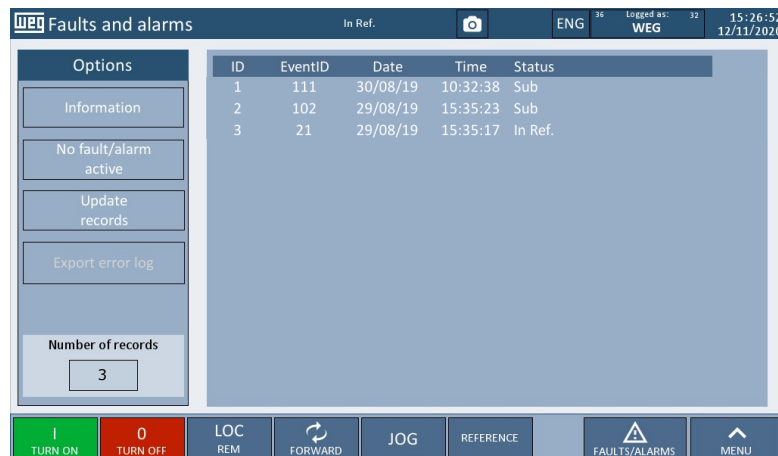 WEG Faults and alarms
In Ref.
ENG
36 Logged as: 32
WEG
15:26:52
12/11/2020
Options
Information
No fault/alarm
active
Update
records
Export error log
Number of records
3
ID EventID Date Time Status
1 111 30/08/19 10:32:38 Sub
2 102 29/08/19 15:35:23 Sub
3 21 29/08/19 15:35:17 In Ref.
I
TURN ON
0
TURN OFF
LOC
REM
FORWARD
JOG
REFERENCE
FAULTS/ALARMS
MENU